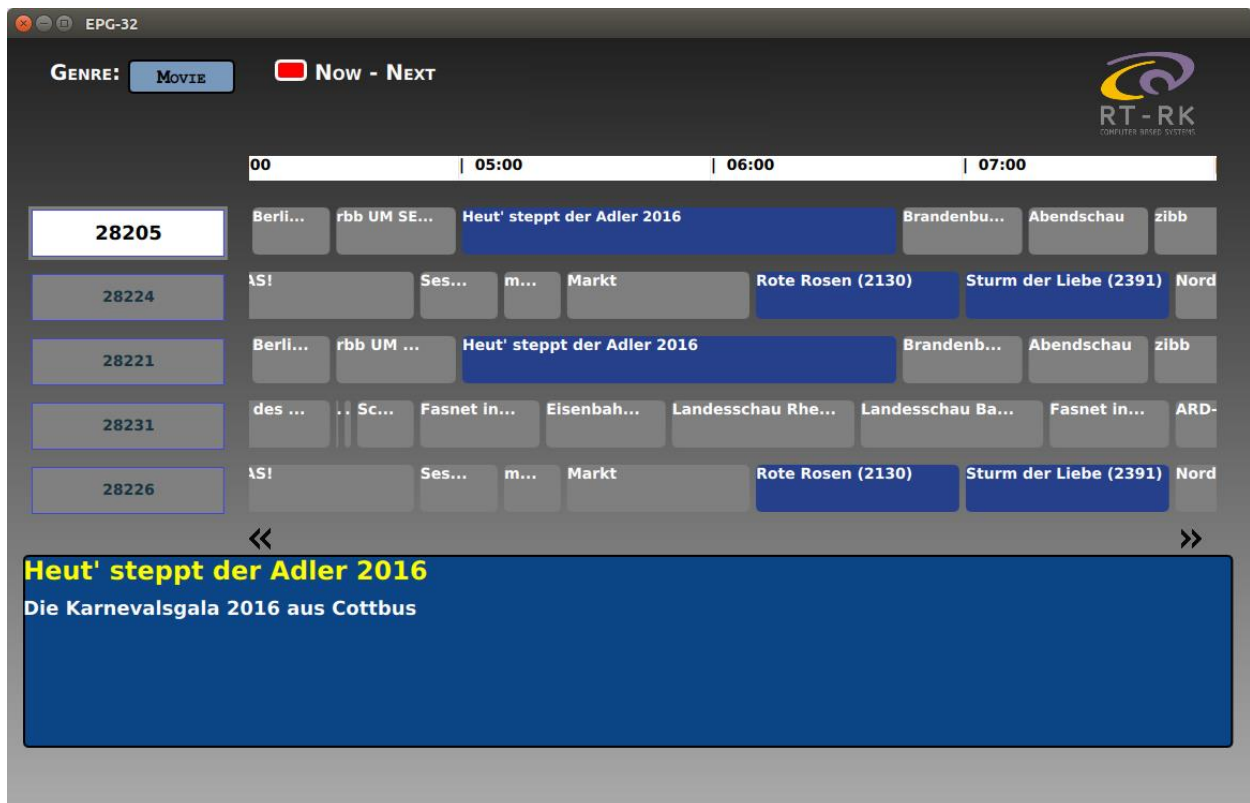 EPG-32
GENRE: MOVIE NOW - NEXT
RT-RK
COMPUTER BASED SYSTEMS
00 | 05:00 | 06:00 | 07:00 |
28205 Berli... rbb UM SE... Heut' steppt der Adler 2016 Brandenbu... Abendschau zibb
28224 AS! Ses... m... Markt Rote Rosen (2130) Sturm der Liebe (2391) Nord
28221 Berli... rbb UM ... Heut' steppt der Adler 2016 Brandenb... Abendschau zibb
28231 des ... . . Sc... Fasnet in... Eisenbah... Landesschau Rhe... Landesschau Ba... Fasnet in... ARD-
28226 AS! Ses... m... Markt Rote Rosen (2130) Sturm der Liebe (2391) Nord
« »
Heut' steppt der Adler 2016
Die Karnevalsgala 2016 aus Cottbus